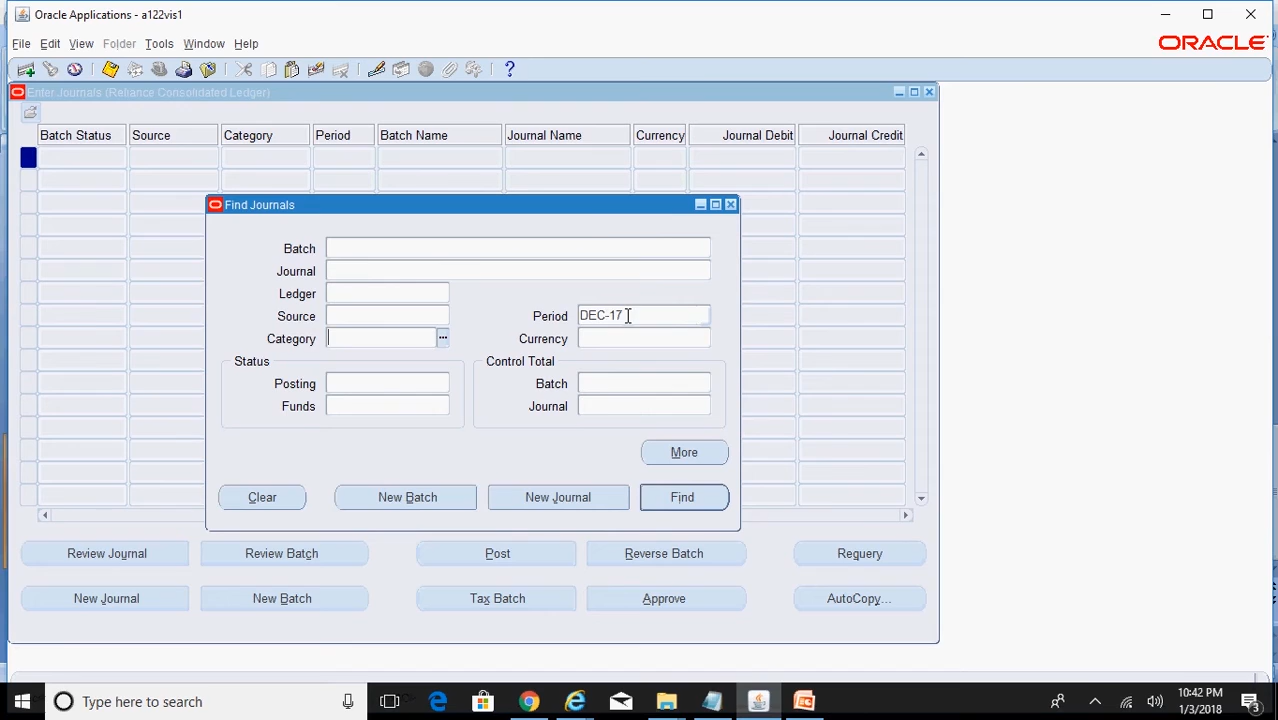 Oracle Applications - a122vis1
File Edit View Folder Tools Window Help
ORACLE
Enter Journals (Reliance Consolidated Ledger)
Batch Status Source Category Period Batch Name Journal Name Currency Journal Debit Journal Credit
Find Journals
Batch
Journal
Ledger
Source
Period DEC-17
Category
Currency
Status
Control Total
Posting
Batch
Funds
Journal
More
Clear New Batch New Journal Find
Review Journal Review Batch Post Reverse Batch Requery
New Journal New Batch Tax Batch Approve AutoCopy...
Type here to search
10:42 PM
1/3/2018
3